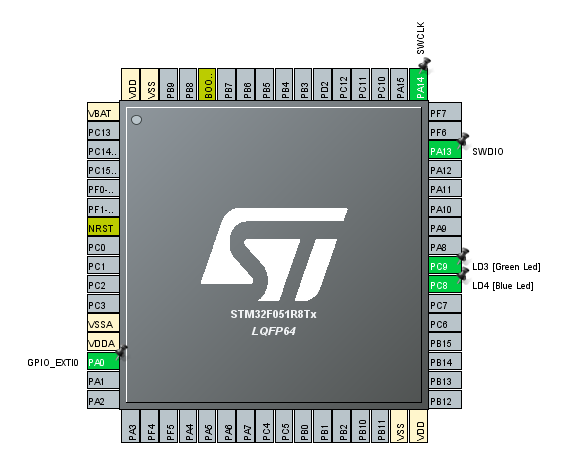 SWCLK
VDD
VSS
PB9
PB8
BOO..
PB7
PB6
PB5
PB4
PB3
PD2
PC12
PC11
PC10
PA15
PA14
VBAT
PC13
PC14..
PC15..
PF0-..
PF1-..
NRST
PC0
PC1
PC2
PC3
VSSA
VDDA
GPIO_EXTI0 PA0
PA1
PA2
STM32F051R8Tx
LQFP64
PF7
PF6
PA13 SWDIO
PA12
PA11
PA10
PA9
PA8
PC9 LD3 [Green Led]
PC8 LD4 [Blue Led]
PC7
PC6
PB15
PB14
PB13
PB12
PA3
PF4
PF5
PA4
PA5
PA6
PA7
PC4
PC5
PB0
PB1
PB2
PB10
PB11
VSS
VDD